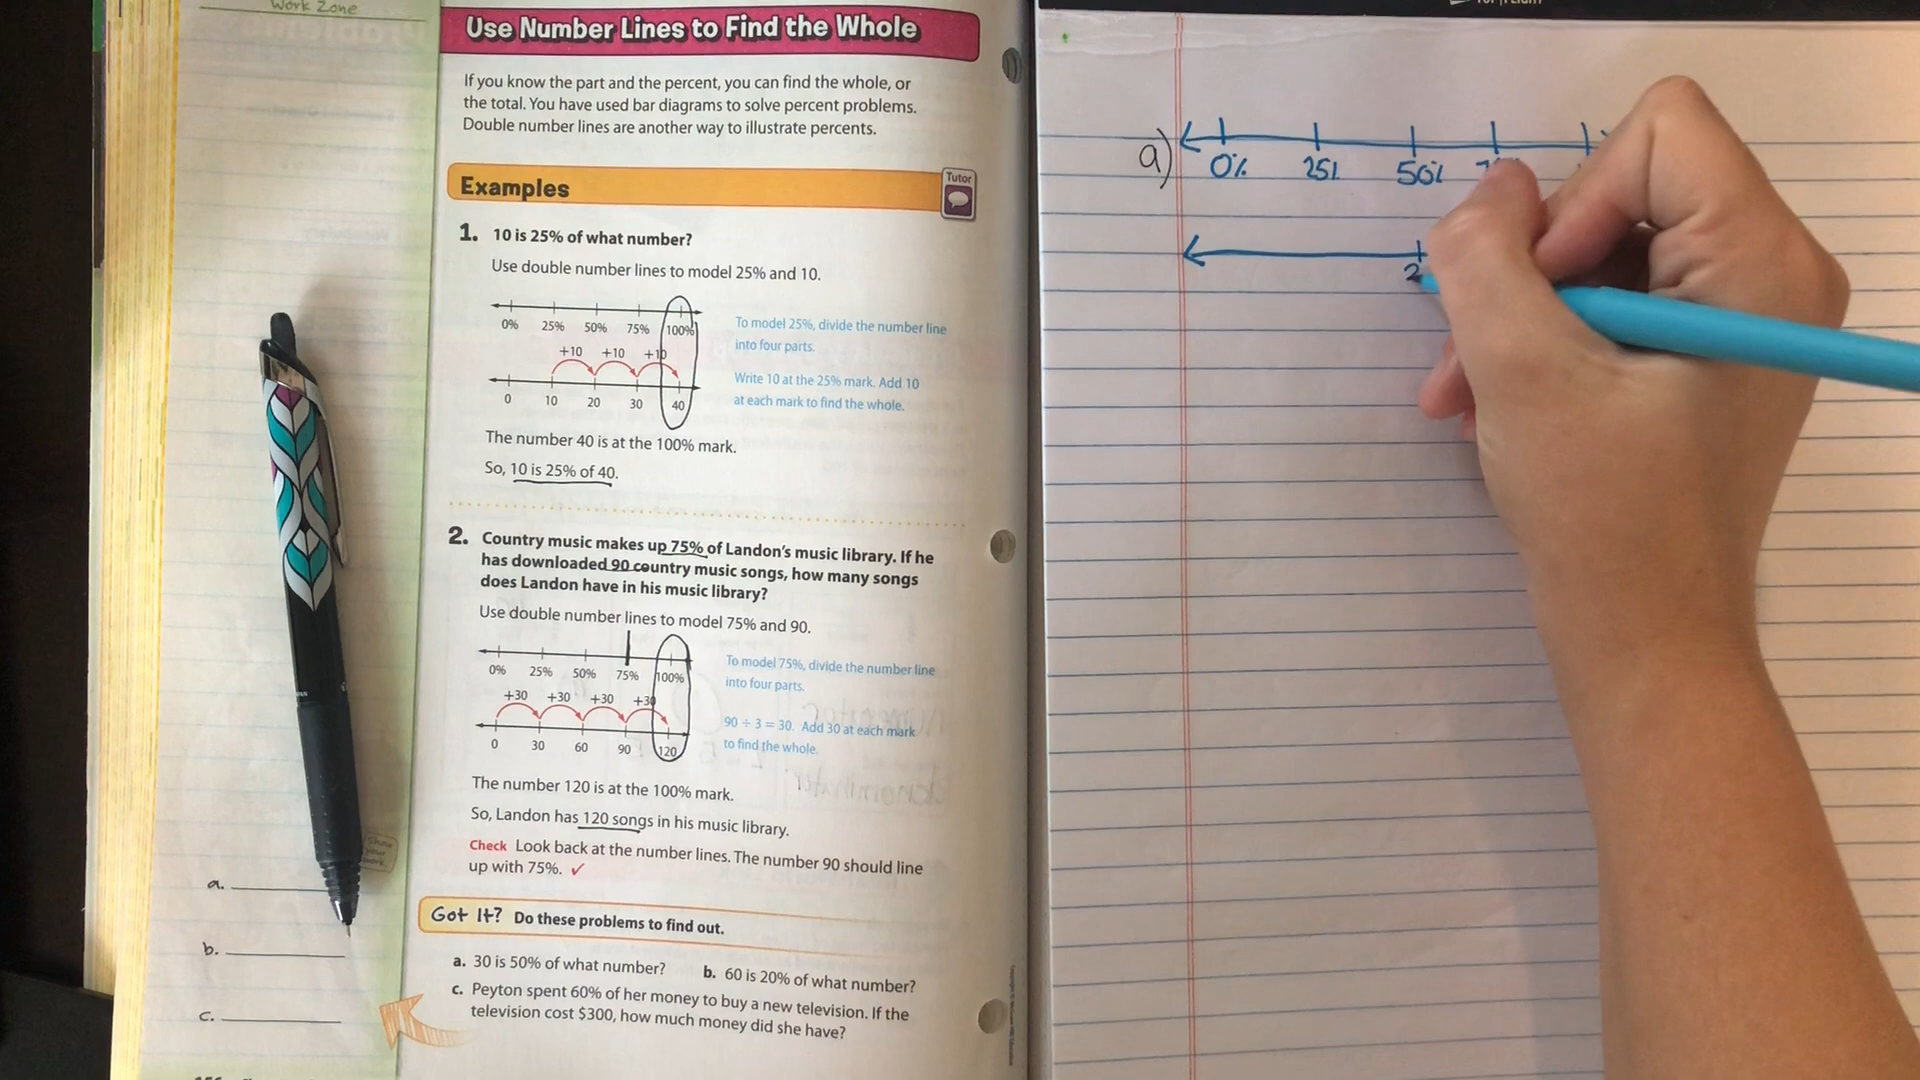 Work Zone
Use Number Lines to Find the Whole
If you know the part and the percent, you can find the whole, or
the total. You have used bar diagrams to solve percent problems.
Double number lines are another way to illustrate percents.
Examples
Tutor
1. 10 is 25% of what number?
Use double number lines to model 25% and 10.
0% 25% 50% 75% 100%
+10 +10 +10
0 10 20 30 40
To model 25%, divide the number line
into four parts.
Write 10 at the 25% mark. Add 10
at each mark to find the whole.
The number 40 is at the 100% mark.
So, 10 is 25% of 40.
2. Country music makes up 75% of Landon's music library. If he
has downloaded 90 country music songs, how many songs
does Landon have in his music library?
Use double number lines to model 75% and 90.
0% 25% 50% 75% 100%
+30 +30 +30 +30
0 30 60 90 120
To model 75%, divide the number line
into four parts.
90 ÷ 3 = 30. Add 30 at each mark
to find the whole.
The number 120 is at the 100% mark.
So, Landon has 120 songs in his music library.
Check Look back at the number lines. The number 90 should line
up with 75%. ✓
Show your work.
a.
b.
c.
Got It? Do these problems to find out.
a. 30 is 50% of what number?
b. 60 is 20% of what number?
c. Peyton spent 60% of her money to buy a new television. If the
television cost $300, how much money did she have?
a) 0% 25% 50%